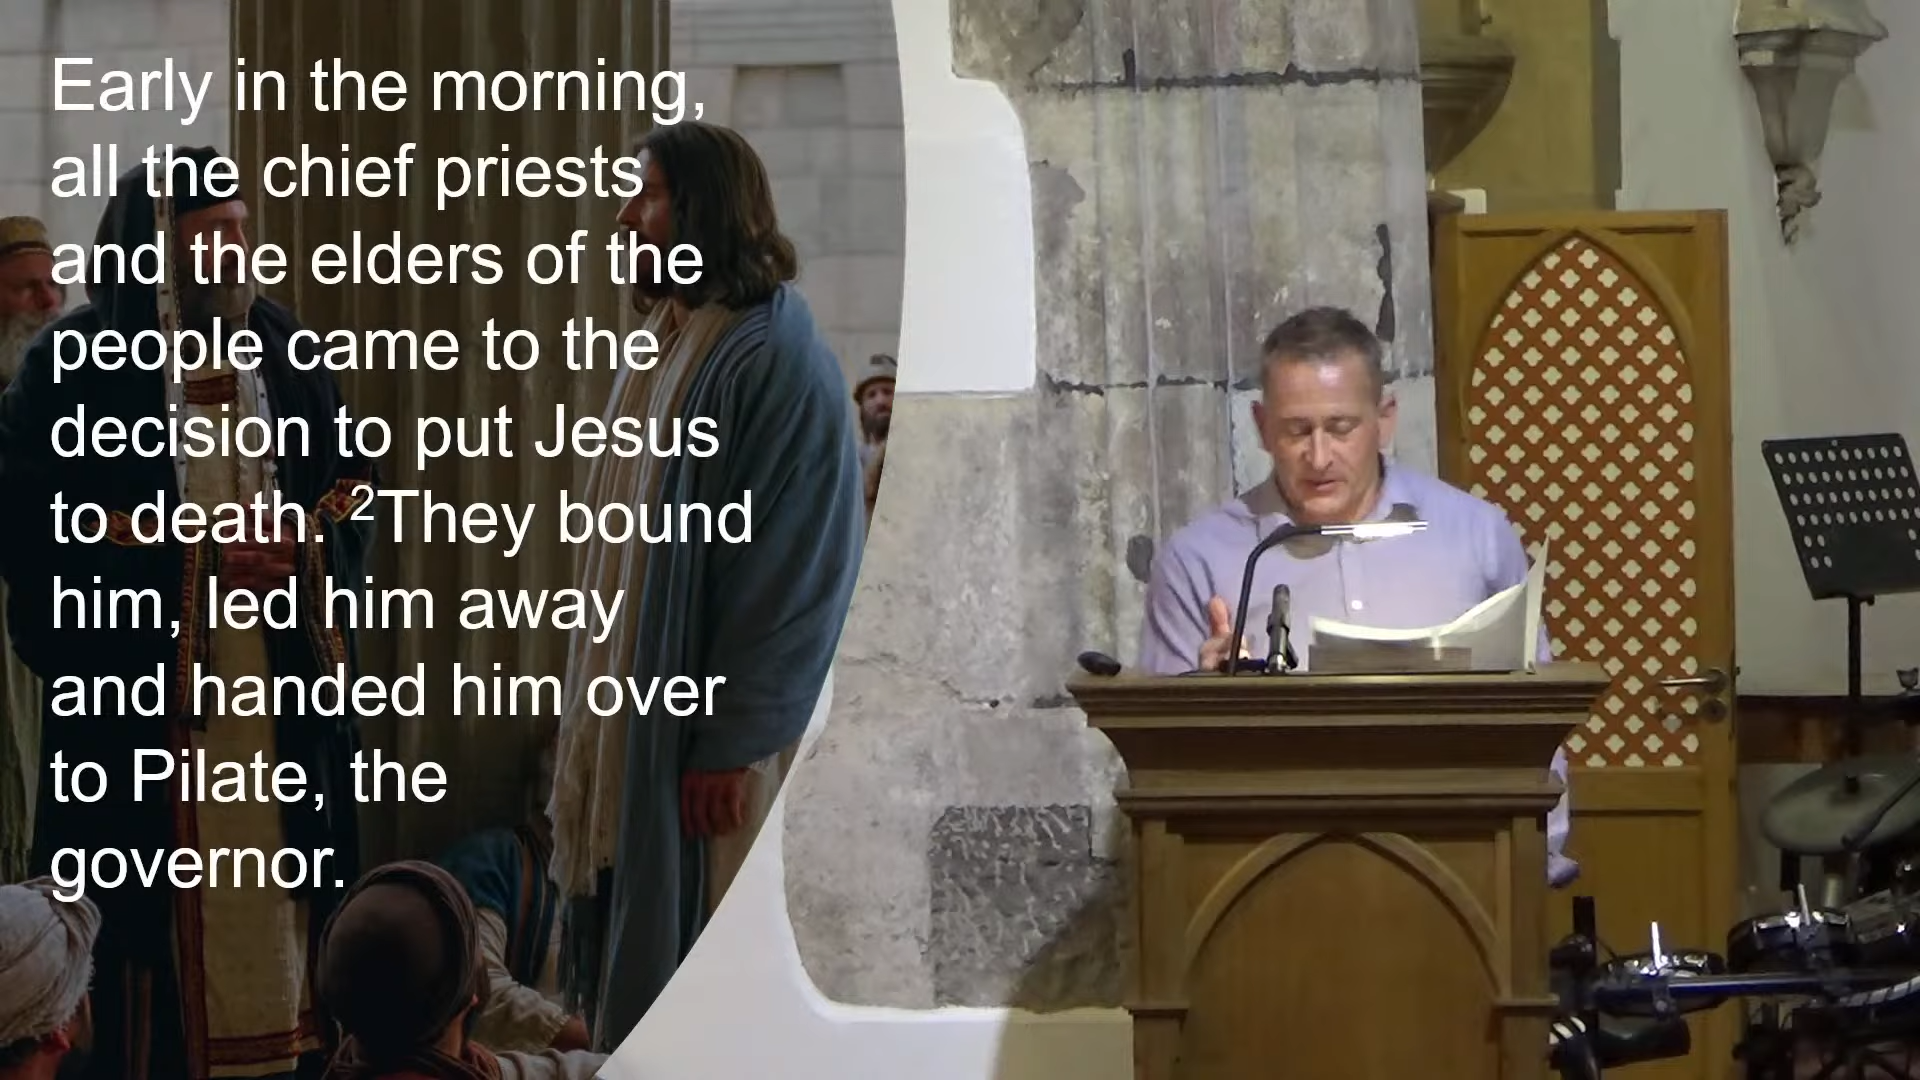 Early in the morning,
all the chief priests
and the elders of the
people came to the
decision to put Jesus
to death. ²They bound
him, led him away
and handed him over
to Pilate, the
governor.